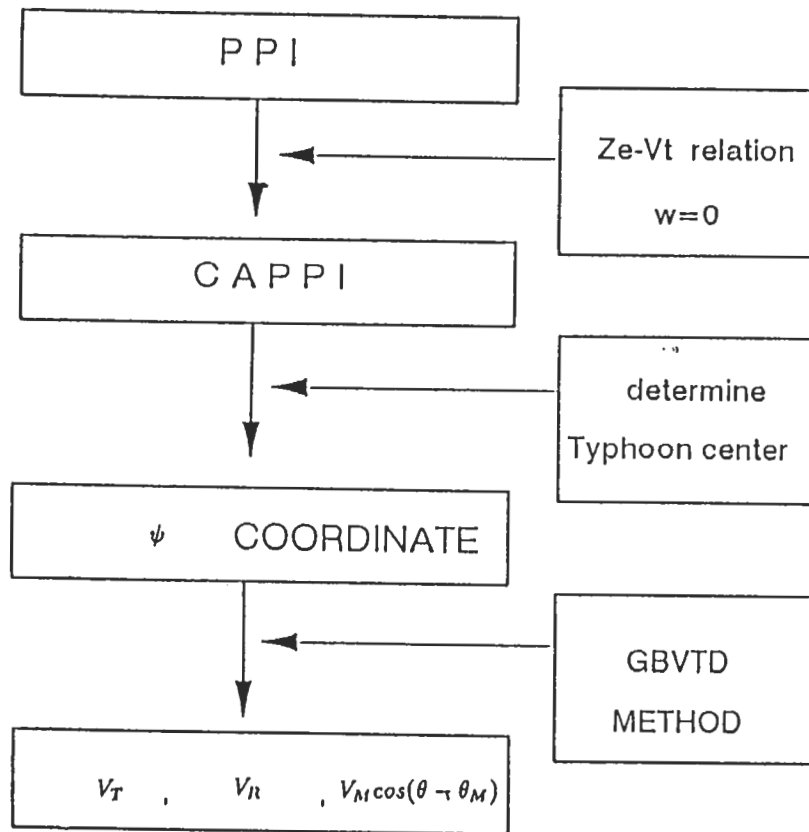 PPI
Ze-Vt relation
w=0
CAPPI
determine
Typhoon center
ψ COORDINATE
GBVTD
METHOD
V_T , V_R , V_M cos(θ - θ_M)